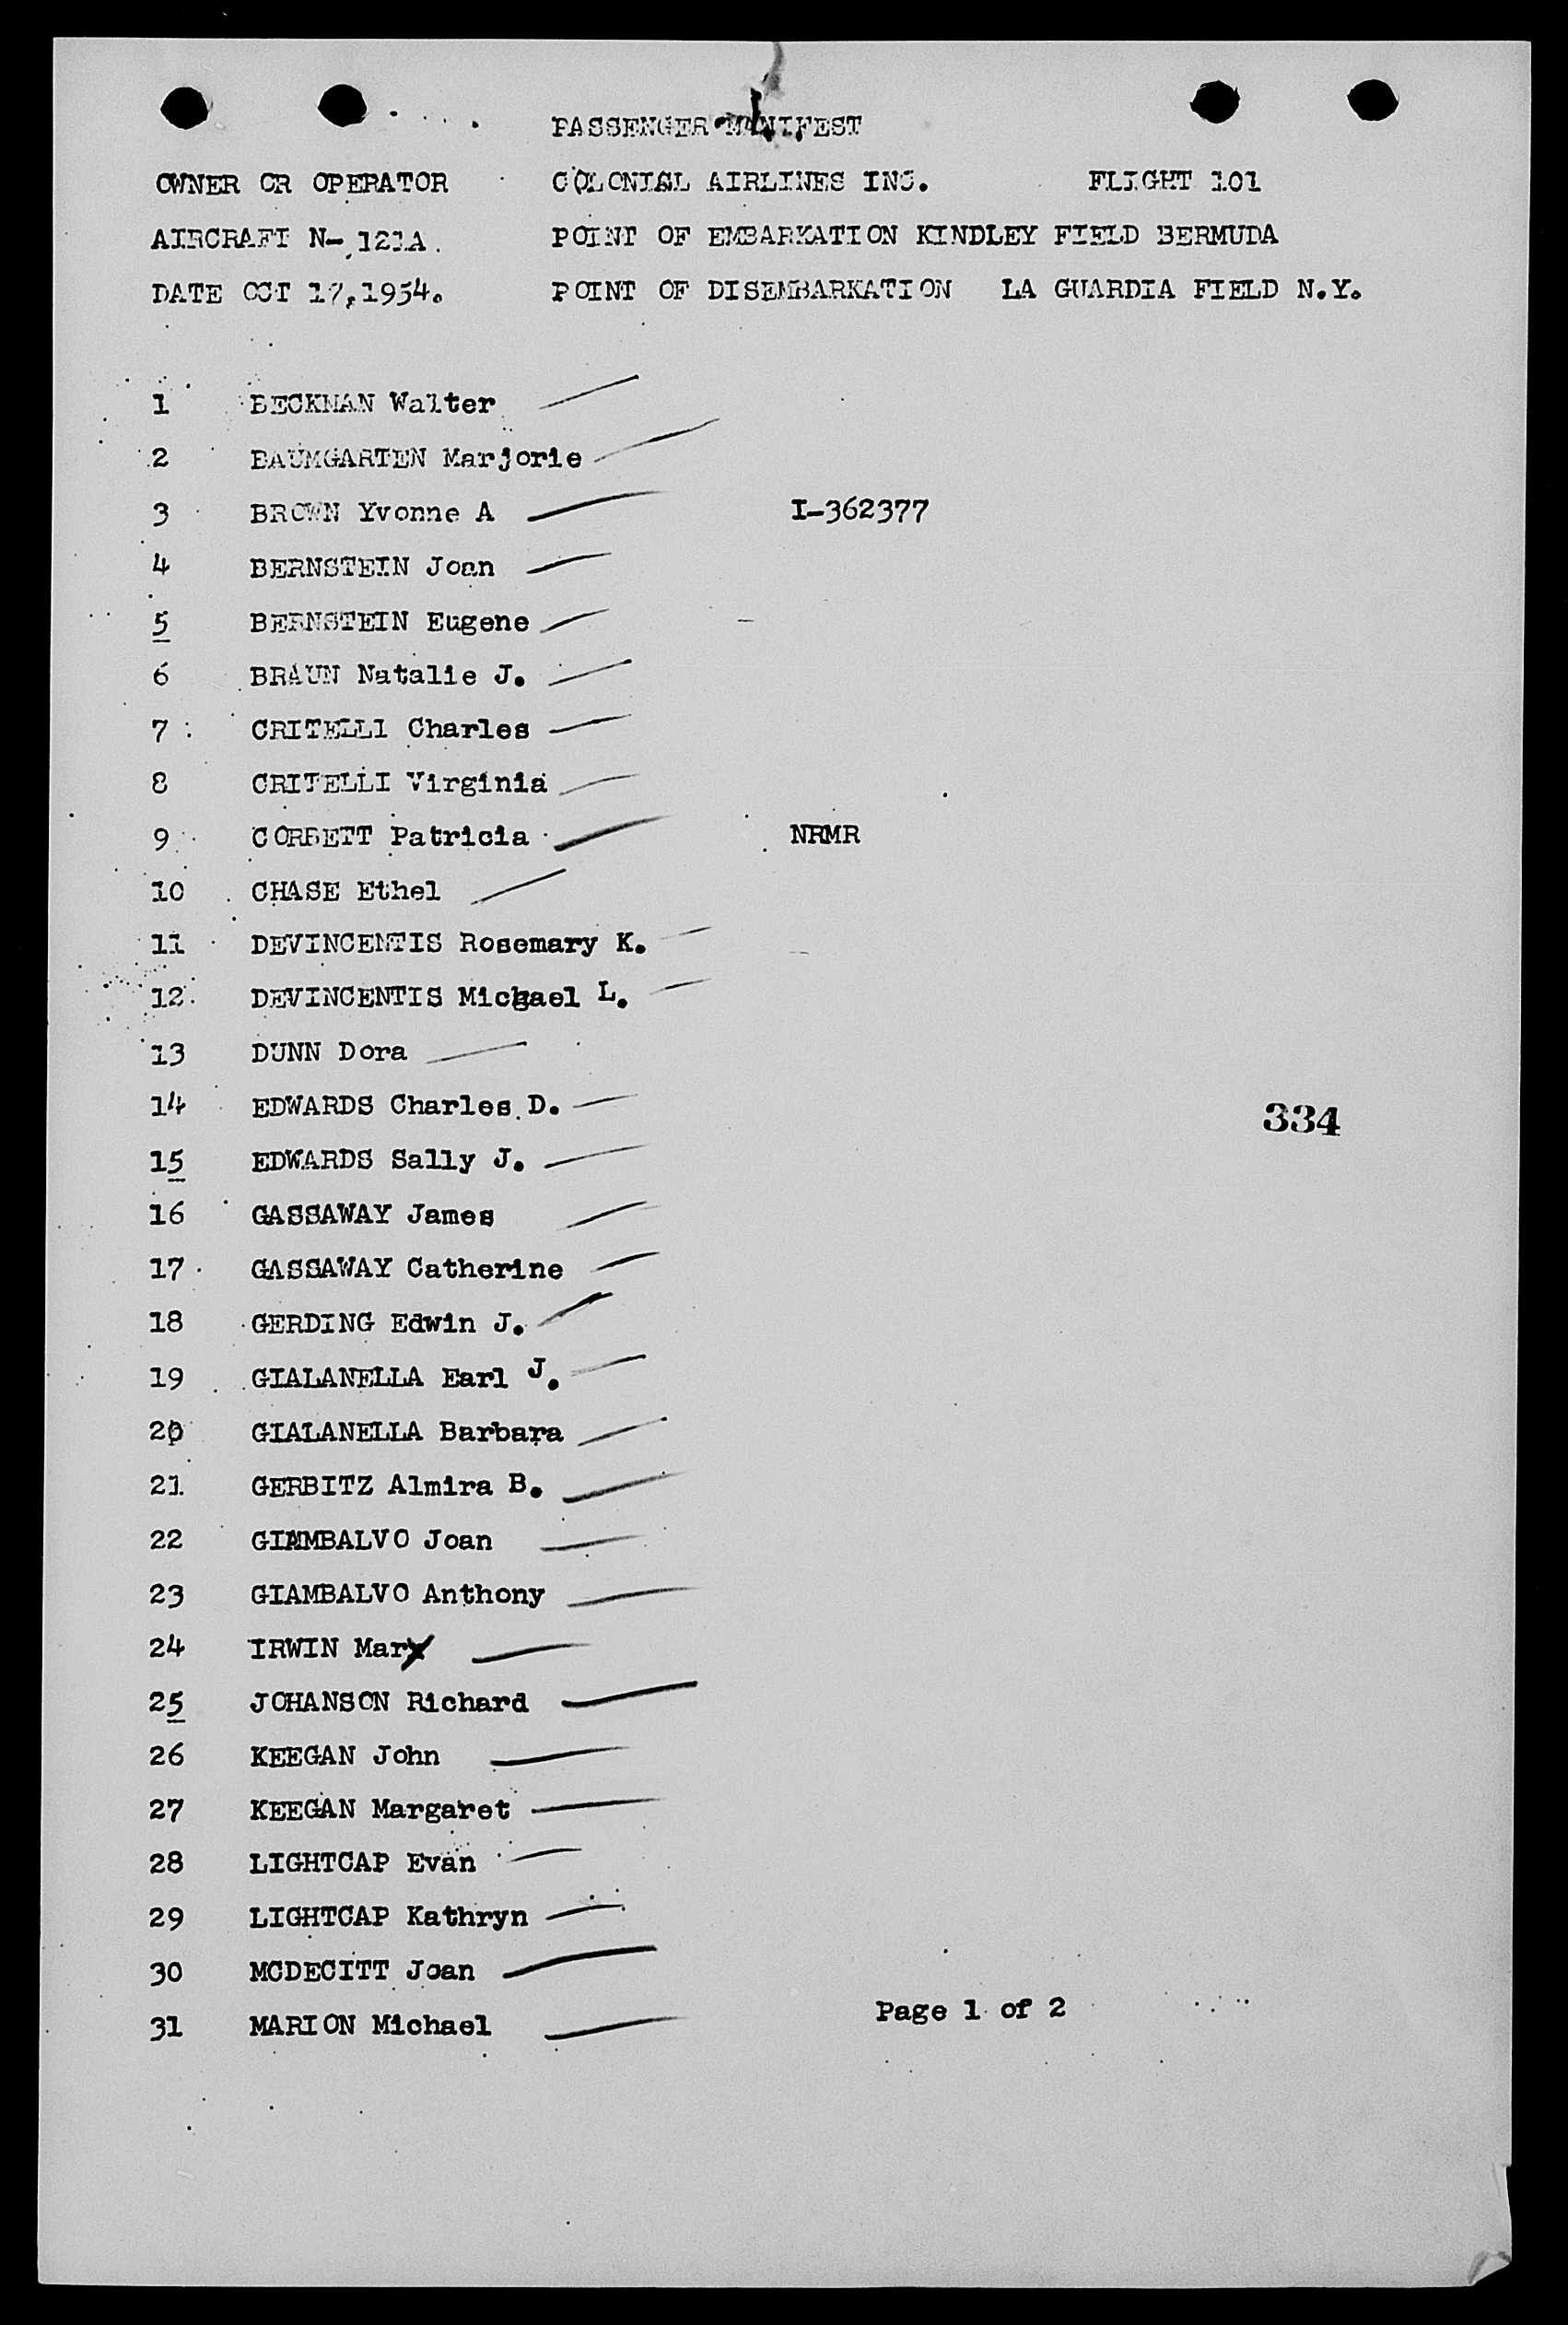 PASSENGER MANIFEST
OWNER OR OPERATOR COLONIAL AIRLINES INC. FLIGHT 101
AIRCRAFT N- 121A. POINT OF EMBARKATION KINDLEY FIELD BERMUDA
DATE OCT 17,1954. POINT OF DISEMBARKATION LA GUARDIA FIELD N.Y.
1 BECKMAN Walter
2 BAUMGARTEN Marjorie
3 BROWN Yvonne A I-362377
4 BERNSTEIN Joan
5 BERNSTEIN Eugene
6 BRAUN Natalie J.
7 CRITELLI Charles
8 CRITELLI Virginia
9 CORBETT Patricia NRMR
10 CHASE Ethel
11 DEVINCENTIS Rosemary K.
12 DEVINCENTIS Michael L.
13 DUNN Dora
14 EDWARDS Charles D.
334
15 EDWARDS Sally J.
16 GASSAWAY James
17 GASSAWAY Catherine
18 GERDING Edwin J.
19 GIALANELLA Earl J.
20 GIALANELLA Barbara
21 GERBITZ Almira B.
22 GIAMBALVO Joan
23 GIAMBALVO Anthony
24 IRWIN Mary
25 JOHANSON Richard
26 KEEGAN John
27 KEEGAN Margaret
28 LIGHTCAP Evan
29 LIGHTCAP Kathryn
30 MCDECITT Joan
31 MARION Michael
Page 1 of 2